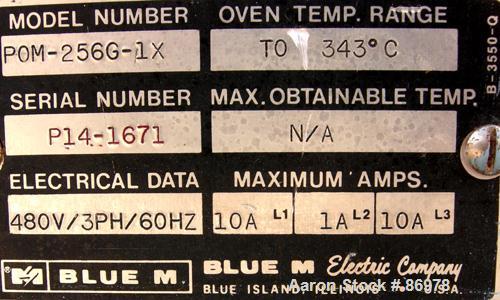 MODEL NUMBER OVEN TEMP. RANGE
POM-256G-1X TO 343°C
SERIAL NUMBER MAX. OBTAINABLE TEMP.
P14-1671 N/A
ELECTRICAL DATA MAXIMUM AMPS.
480V/3PH/60HZ 10A L1 1A L2 10A L3
BLUE M. BLUE M Electric Company
BLUE ISLAND, ILLINOIS U.S.A.
Aaron Stock #.86978
B-3550-Q